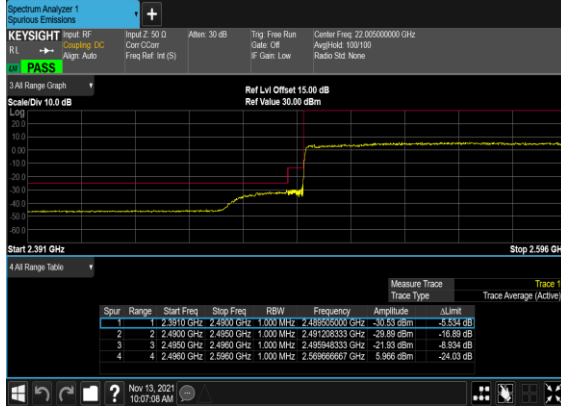 Spectrum Analyzer 1
Spurious Emissions
+
KEYSIGHT Input: RF Input Z: 50 Ω Atten: 30 dB Trig: Free Run Center Freq: 22.005000000 GHz
RL Coupling: DC Corr CCorr Gate: Off Avg|Hold: 100/100
Align: Auto Freq Ref: Int (S) IF Gain: Low Radio Std: None
PASS
3 All Range Graph Ref Lvl Offset 15.00 dB
Scale/Div 10.0 dB Ref Value 30.00 dBm
Log
20.0
10.0
0.00
-10.0
-20.0
-30.0
-40.0
-50.0
-60.0
Start 2.391 GHz Stop 2.596 GH
4 All Range Table
Measure Trace Trace 1
Trace Type Trace Average (Active)
Spur Range Start Freq Stop Freq RBW Frequency Amplitude ΔLimit
1 1 2.3910 GHz 2.4900 GHz 1.000 MHz 2.489505000 GHz -30.53 dBm -5.534 dB
2 2 2.4900 GHz 2.4950 GHz 1.000 MHz 2.491208333 GHz -29.89 dBm -16.89 dB
3 3 2.4950 GHz 2.4960 GHz 1.000 MHz 2.495948333 GHz -21.93 dBm -8.934 dB
4 4 2.4960 GHz 2.5960 GHz 1.000 MHz 2.569666667 GHz 5.966 dBm -24.03 dB
? Nov 13, 2021
10:07:08 AM